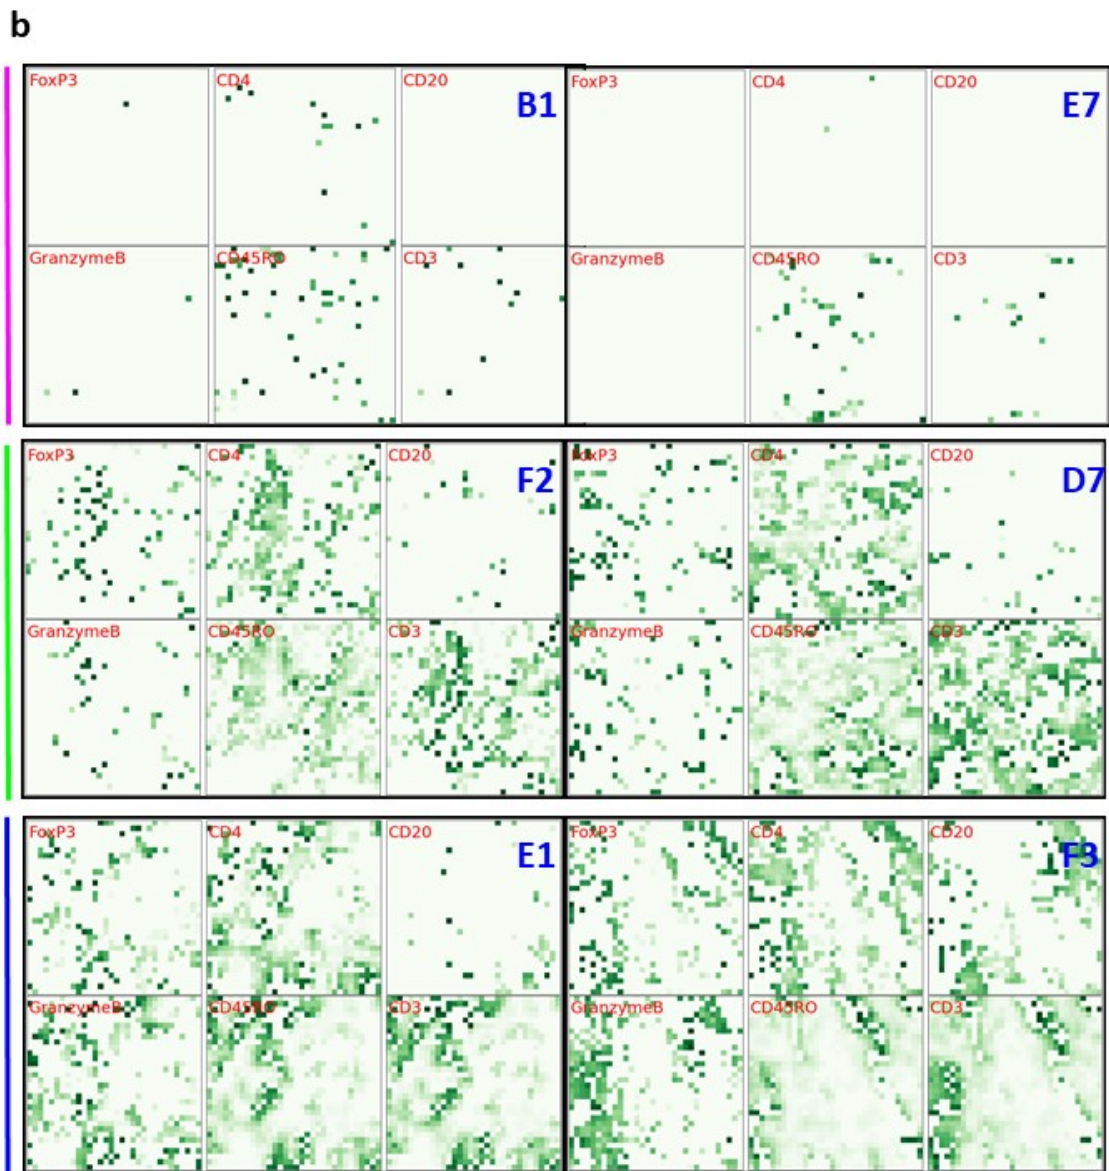 b
FoxP3 CD4 CD20 B1 FoxP3 CD4 CD20 E7
GranzymeB CD45RO CD3 GranzymeB CD45RO CD3
FoxP3 CD4 CD20 F2 FoxP3 CD4 CD20 D7
GranzymeB CD45RO CD3 GranzymeB CD45RO CD3
FoxP3 CD4 CD20 E1 FoxP3 CD4 CD20 F3
GranzymeB CD45RO CD3 GranzymeB CD45RO CD3